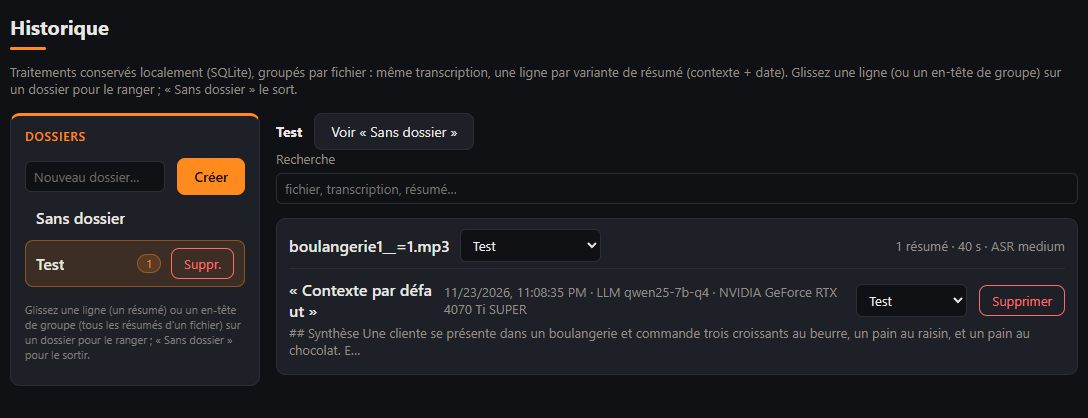 Historique
Traitements conservés localement (SQLite), groupés par fichier : même transcription, une ligne par variante de résumé (contexte + date). Glissez une ligne (ou un en-tête de groupe) sur
un dossier pour le ranger ; « Sans dossier » le sort.
DOSSIERS
Nouveau dossier...
Créer
Sans dossier
Test
1
Suppr.
Glissez une ligne (un résumé) ou un en-tête
de groupe (tous les résumés d'un fichier) sur
un dossier pour le ranger ; « Sans dossier »
pour le sortir.
Test
Voir « Sans dossier »
Recherche
fichier, transcription, résumé...
boulangerie1__=1.mp3
Test
1 résumé · 40 s · ASR medium
« Contexte par défa
ut »
11/23/2026, 11:08:35 PM · LLM qwen25-7b-q4 · NVIDIA GeForce RTX
4070 Ti SUPER
Test
Supprimer
## Synthèse Une cliente se présente dans un boulangerie et commande trois croissants au beurre, un pain au raisin, et un pain au
chocolat. E...